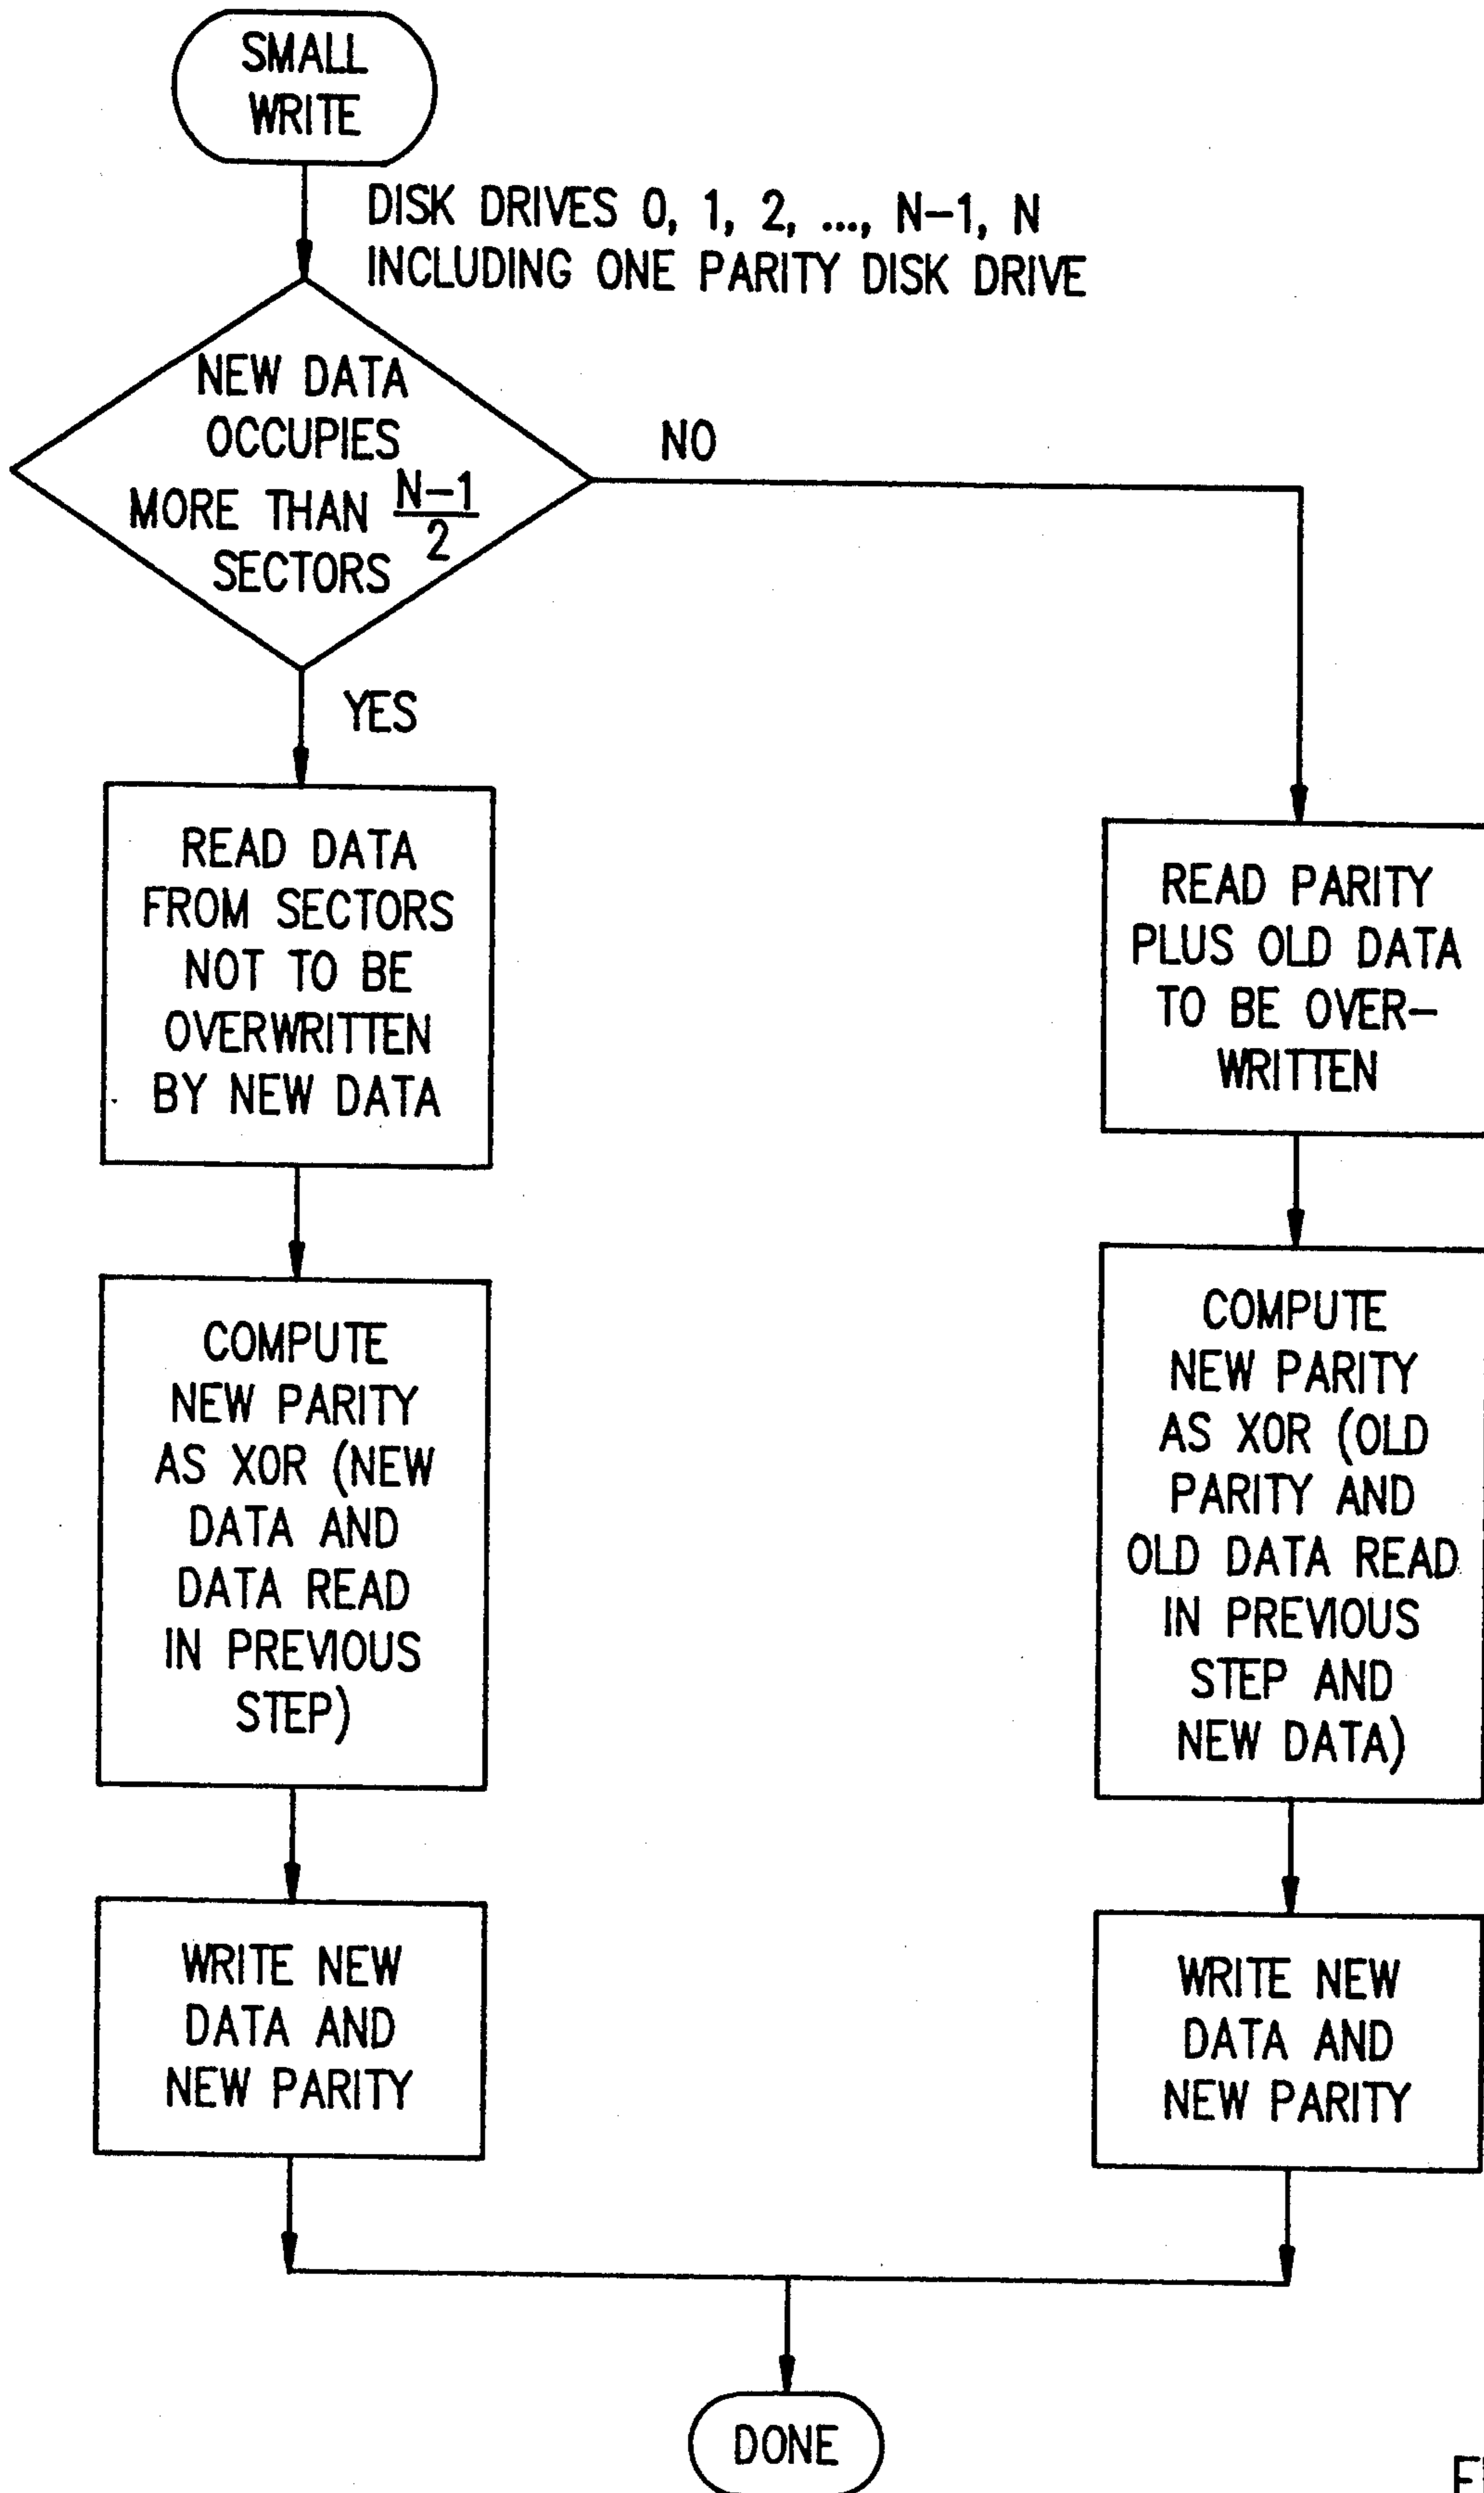 SMALL
WRITE
DISK DRIVES 0, 1, 2, ..., N-1, N
INCLUDING ONE PARITY DISK DRIVE
NEW DATA
OCCUPIES
MORE THAN N-1/2
SECTORS
NO
YES
READ DATA
FROM SECTORS
NOT TO BE
OVERWRITTEN
BY NEW DATA
COMPUTE
NEW PARITY
AS XOR (NEW
DATA AND
DATA READ
IN PREVIOUS
STEP)
WRITE NEW
DATA AND
NEW PARITY
READ PARITY
PLUS OLD DATA
TO BE OVER-
WRITTEN
COMPUTE
NEW PARITY
AS XOR (OLD
PARITY AND
OLD DATA READ
IN PREVIOUS
STEP AND
NEW DATA)
WRITE NEW
DATA AND
NEW PARITY
DONE